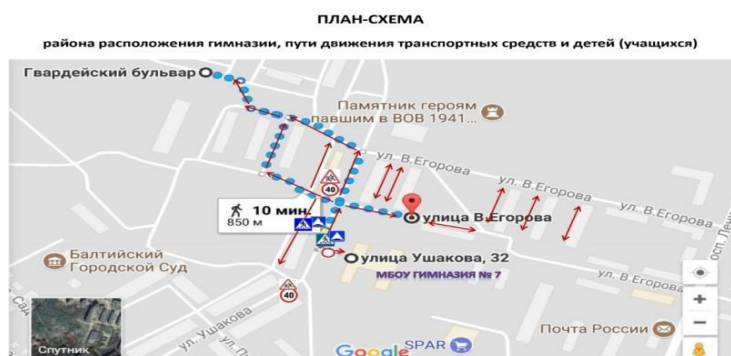 ПЛАН-СХЕМА
района расположения гимназии, пути движения транспортных средств и детей (учащихся)
Гвардейский бульвар
Памятник героям
павшим в ВОВ 1941...
ул. В.Егорова
ул. В.Егорова
40
10 мин.
850 м
улица В.Егорова
Балтийский
Городской Суд
улица Ушакова, 32
МБОУ ГИМНАЗИЯ № 7
ул. В.Егорова
40
ул. Ушакова
Почта России
Спутник
Google
SPAR